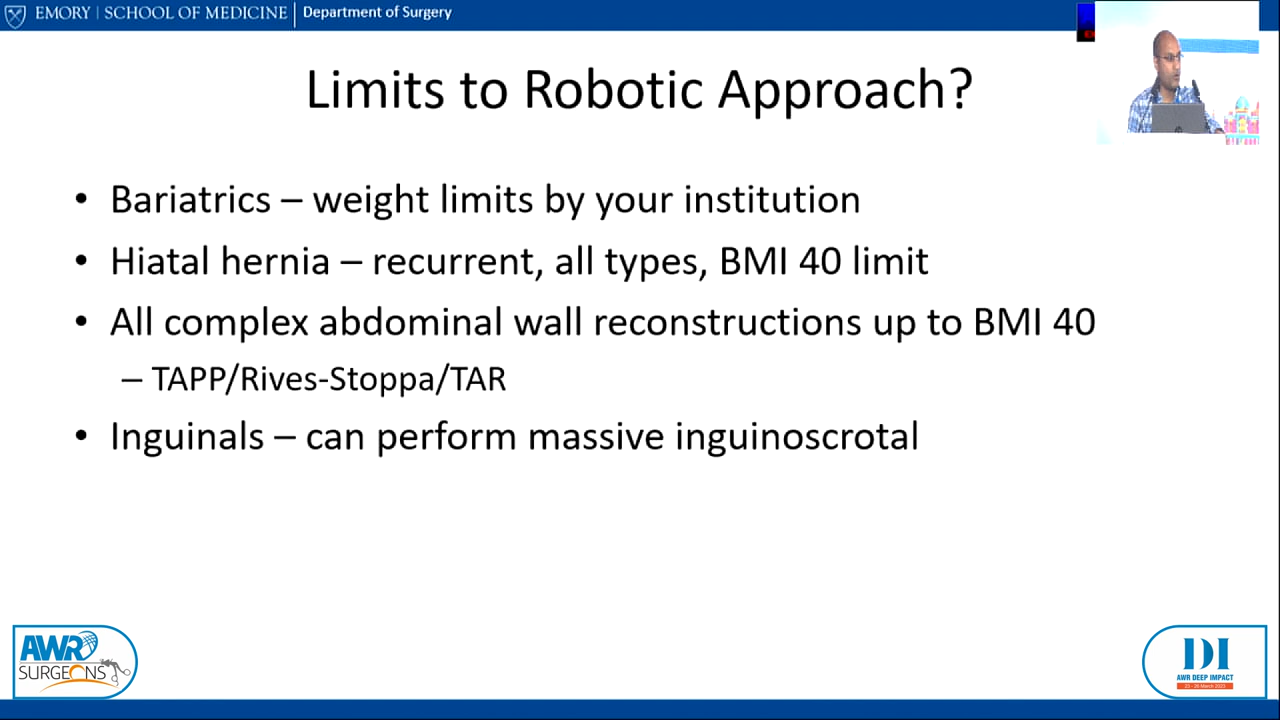 EMORY | SCHOOL OF MEDICINE | Department of Surgery
Limits to Robotic Approach?
• Bariatrics – weight limits by your institution
• Hiatal hernia – recurrent, all types, BMI 40 limit
• All complex abdominal wall reconstructions up to BMI 40
– TAPP/Rives-Stoppa/TAR
• Inguinals – can perform massive inguinoscrotal
AWR
SURGEONS
DI
AWR DEEP IMPACT